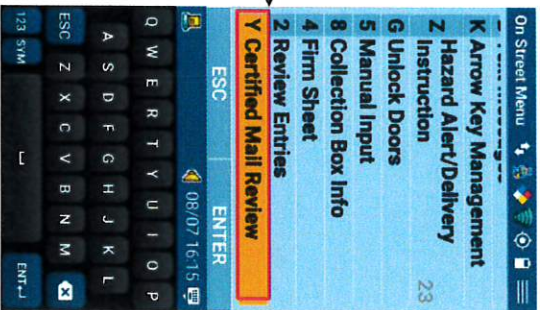 On Street Menu
K Arrow Key Management
Z Hazard Alert/Delivery
Instruction
23
G Unlock Doors
5 Manual Input
8 Collection Box Info
4 Firm Sheet
2 Review Entries
Y Certified Mail Review
ESC ENTER
08/07 16:15
Q W E R T Y U I O P
A S D F G H J K L
ESC Z X C V B N M
123 SYM ENT